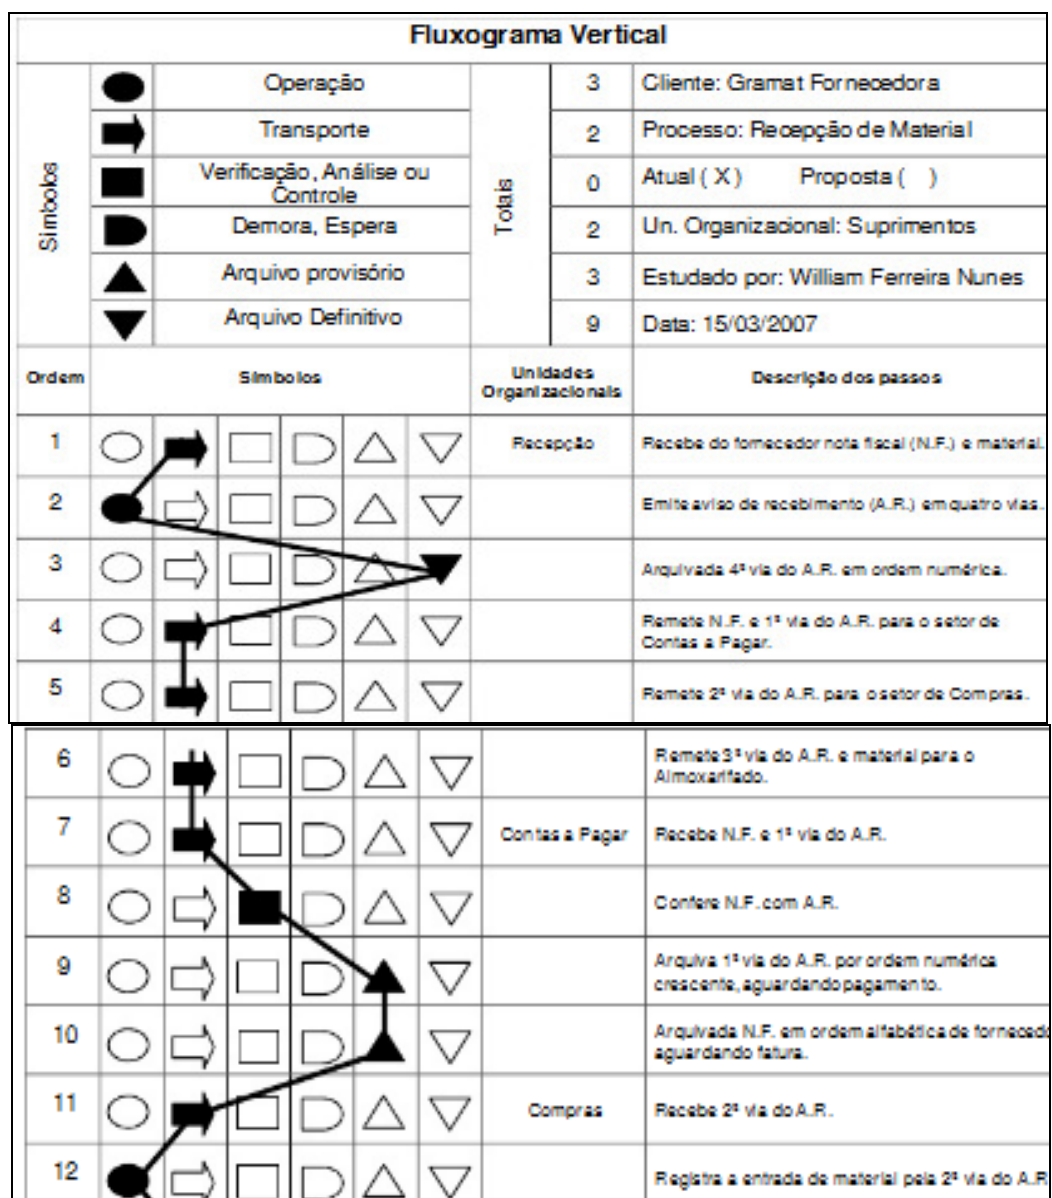 Fluxograma Vertical
Símbolos
Operação
Totais
3
Cliente: Gramat Fornecedora
Transporte
2
Processo: Recepção de Material
Verificação, Análise ou
Controle
0
Atual ( X ) Proposta ( )
Demora, Espera
2
Un. Organizacional: Suprimentos
Arquivo provisório
3
Estudado por: William Ferreira Nunes
Arquivo Definitivo
9
Data: 15/03/2007
Ordem
Símbolos
Unidades
Organizacionais
Descrição dos passos
1
Recepção
Recebe do fornecedor nota fiscal (N.F.) e material.
2
Emite aviso de recebimento (A.R.) em quatro vias.
3
Arquivada 4ª via do A.R. em ordem numérica.
4
Remete N.F. e 1ª via do A.R. para o setor de
Contas a Pagar.
5
Remete 2ª via do A.R. para o setor de Compras.
6
Remete 3ª via do A.R. e material para o
Almoxarifado.
7
Contas a Pagar
Recebe N.F. e 1ª via do A.R.
8
Confere N.F. com A.R.
9
Arquiva 1ª via do A.R. por ordem numérica
crescente, aguardando pagamento.
10
Arquivada N.F. em ordem alfabética de fornecedo
aguardando fatura.
11
Compras
Recebe 2ª via do A.R.
12
Registra a entrada de material pela 2ª via do A.R